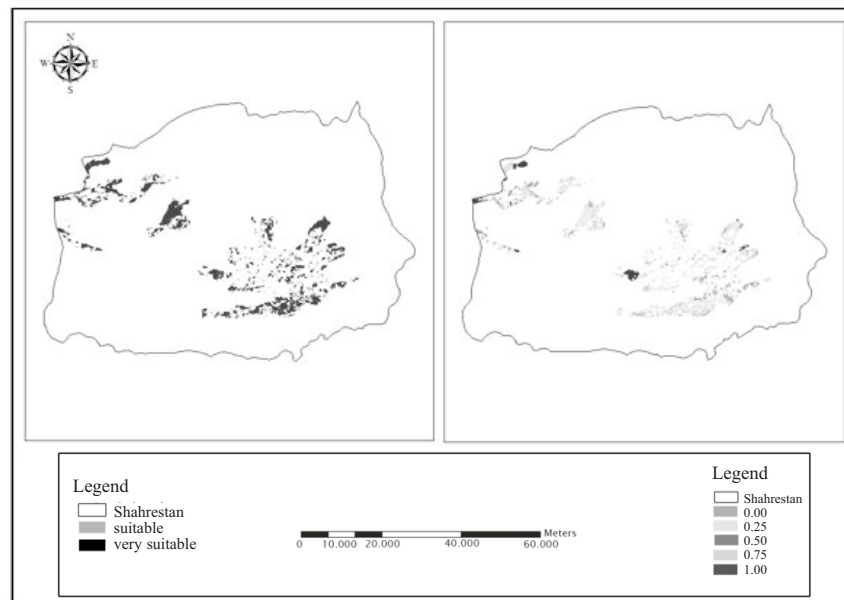 N
W E
S
Legend
Shahrestan
suitable
very suitable
Meters
0 10.000 20.000 40.000 60.000
Legend
Shahrestan
0.00
0.25
0.50
0.75
1.00